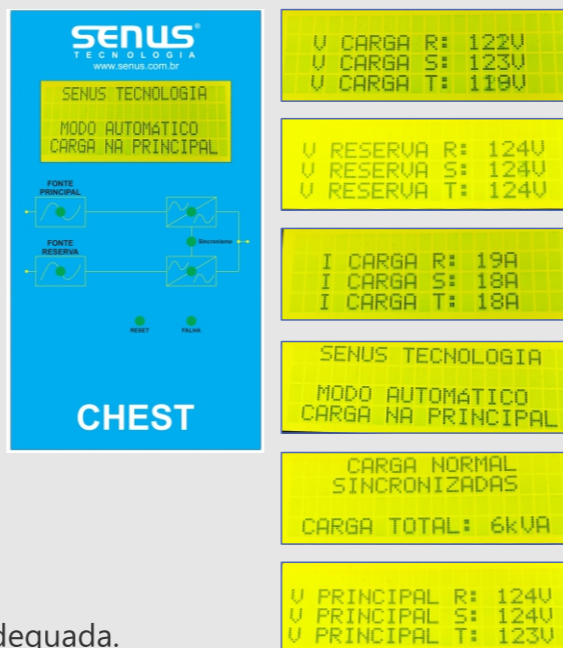 SENUS®
TECNOLOGIA
www.senus.com.br
SENUS TECNOLOGIA
MODO AUTOMÁTICO
CARGA NA PRINCIPAL
FONTE
PRINCIPAL
FONTE
RESERVA
Sincronismo
RESET
FALHA
CHEST
V CARGA R: 122V
V CARGA S: 123V
V CARGA T: 119V
V RESERVA R: 124V
V RESERVA S: 124V
V RESERVA T: 124V
I CARGA R: 19A
I CARGA S: 18A
I CARGA T: 18A
SENUS TECNOLOGIA
MODO AUTOMÁTICO
CARGA NA PRINCIPAL
CARGA NORMAL
SINCRONIZADAS
CARGA TOTAL: 6kVA
V PRINCIPAL R: 124V
V PRINCIPAL S: 124V
V PRINCIPAL T: 123V
dequada.